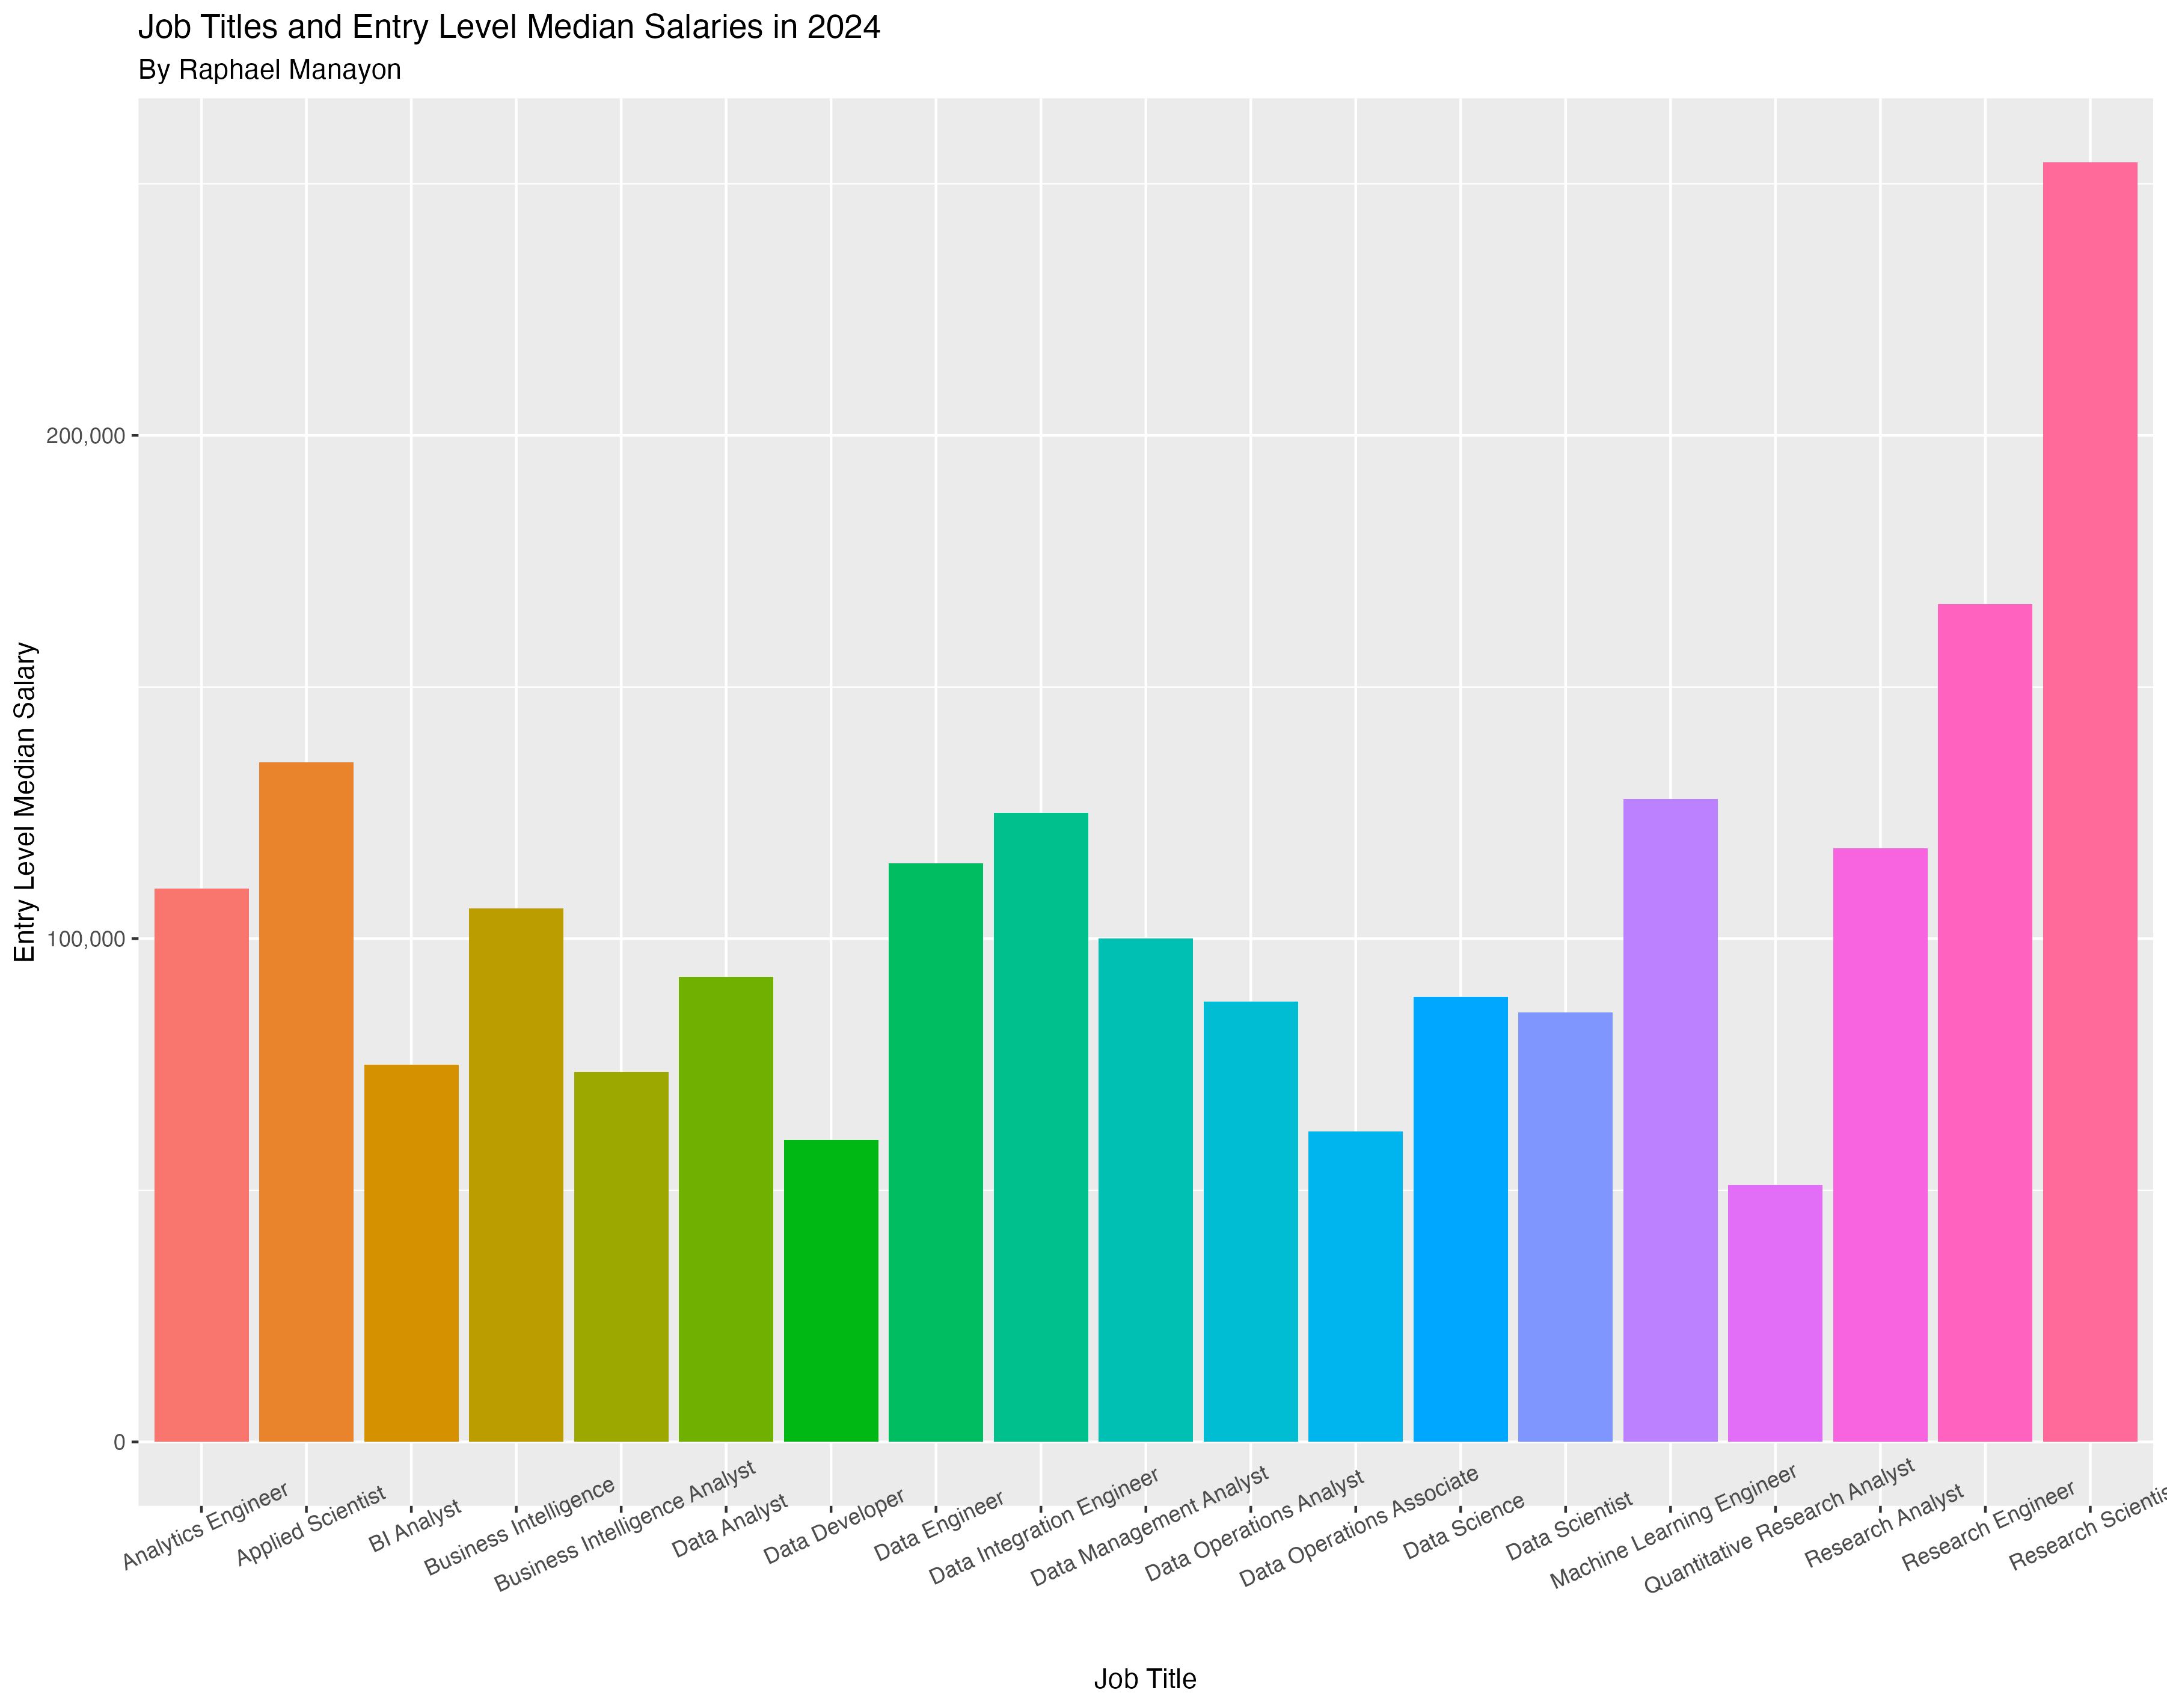 Job Titles and Entry Level Median Salaries in 2024
By Raphael Manayon
Entry Level Median Salary
200,000
100,000
0
Analytics Engineer
Applied Scientist
BI Analyst
Business Intelligence
Business Intelligence Analyst
Data Analyst
Data Developer
Data Engineer
Data Integration Engineer
Data Management Analyst
Data Operations Analyst
Data Operations Associate
Data Science
Data Scientist
Machine Learning Engineer
Quantitative Research Analyst
Research Analyst
Research Engineer
Research Scientis
Job Title